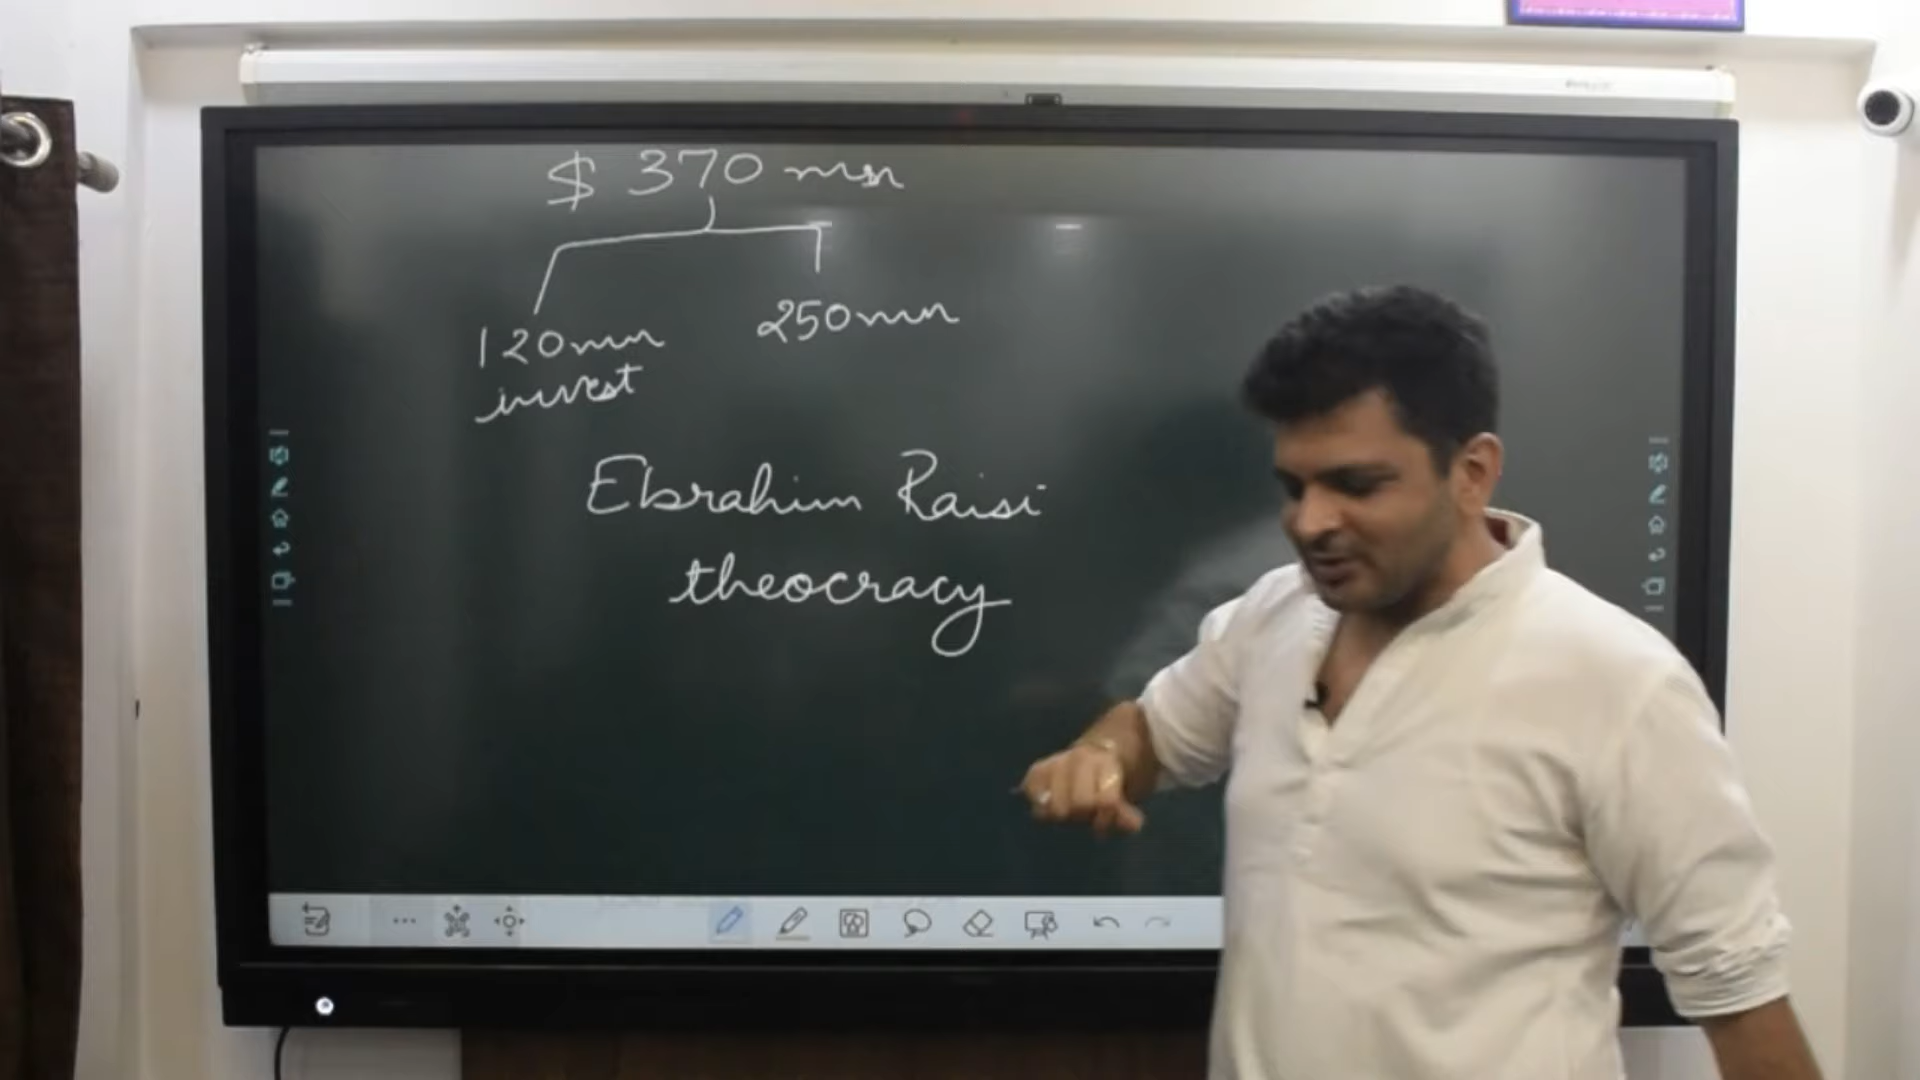 $ 370 mn
120 mn
250 mn
invest
Ebrahim Raisi
theocracy